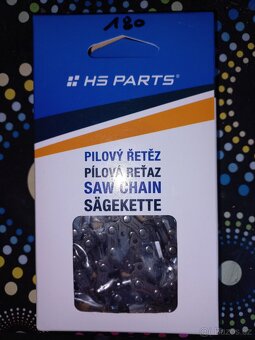 180
HS PARTS®
PILOVÝ ŘETĚZ
PÍLOVÁ REŤAZ
SAW CHAIN
SÄGEKETTE